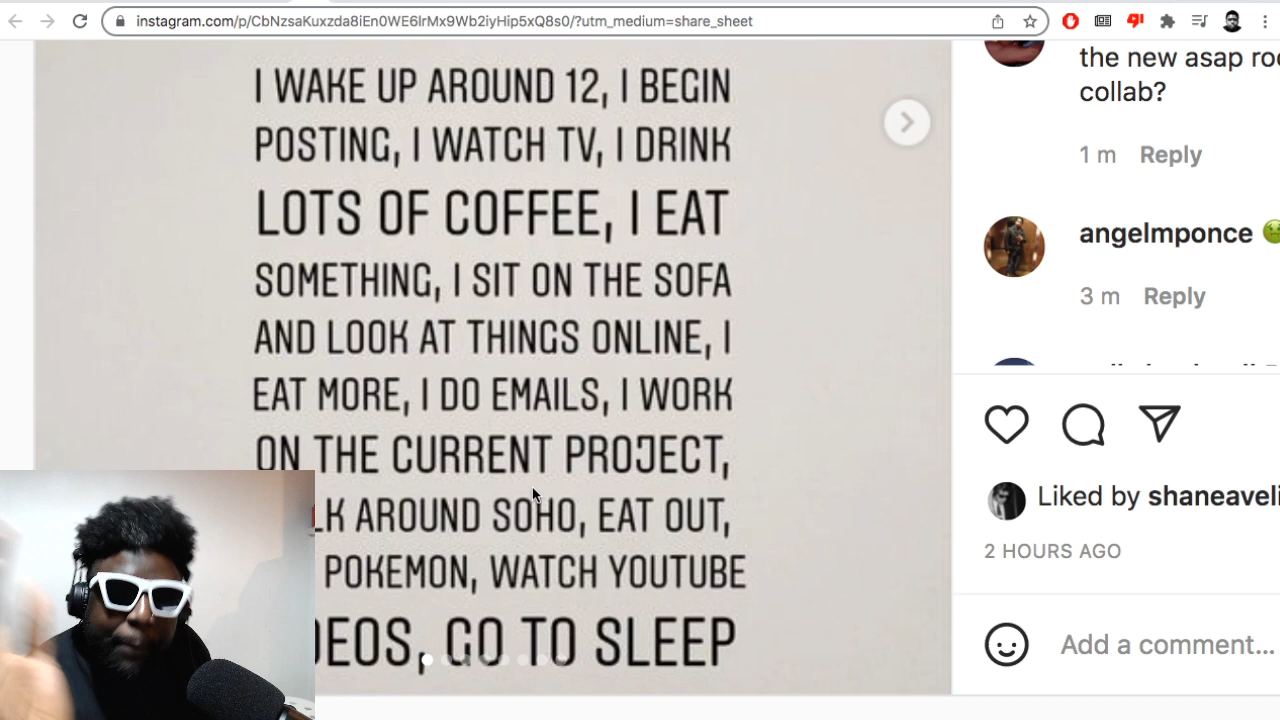 instagram.com/p/CbNzsaKuxzda8iEn0WE6lrMx9Wb2iyHip5xQ8s0/?utm_medium=share_sheet
I WAKE UP AROUND 12, I BEGIN
POSTING, I WATCH TV, I DRINK
LOTS OF COFFEE, I EAT
SOMETHING, I SIT ON THE SOFA
AND LOOK AT THINGS ONLINE, I
EAT MORE, I DO EMAILS, I WORK
ON THE CURRENT PROJECT,
LK AROUND SOHO, EAT OUT,
POKEMON, WATCH YOUTUBE
DEOS, GO TO SLEEP
the new asap roc
collab?
1 m Reply
angelmponce
3 m Reply
Liked by shaneaveli
2 HOURS AGO
Add a comment...